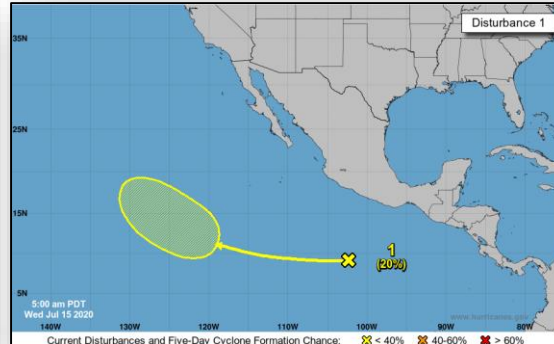 Disturbance 1
35N
25N
15N
5N
1
(20%)
5:00 am PDT
Wed Jul 15 2020
www.hurricanes.gov
140W 130W 120W 110W 100W 90W 80W
Current Disturbances and Five-Day Cyclone Formation Chance: < 40% 40-60% > 60%